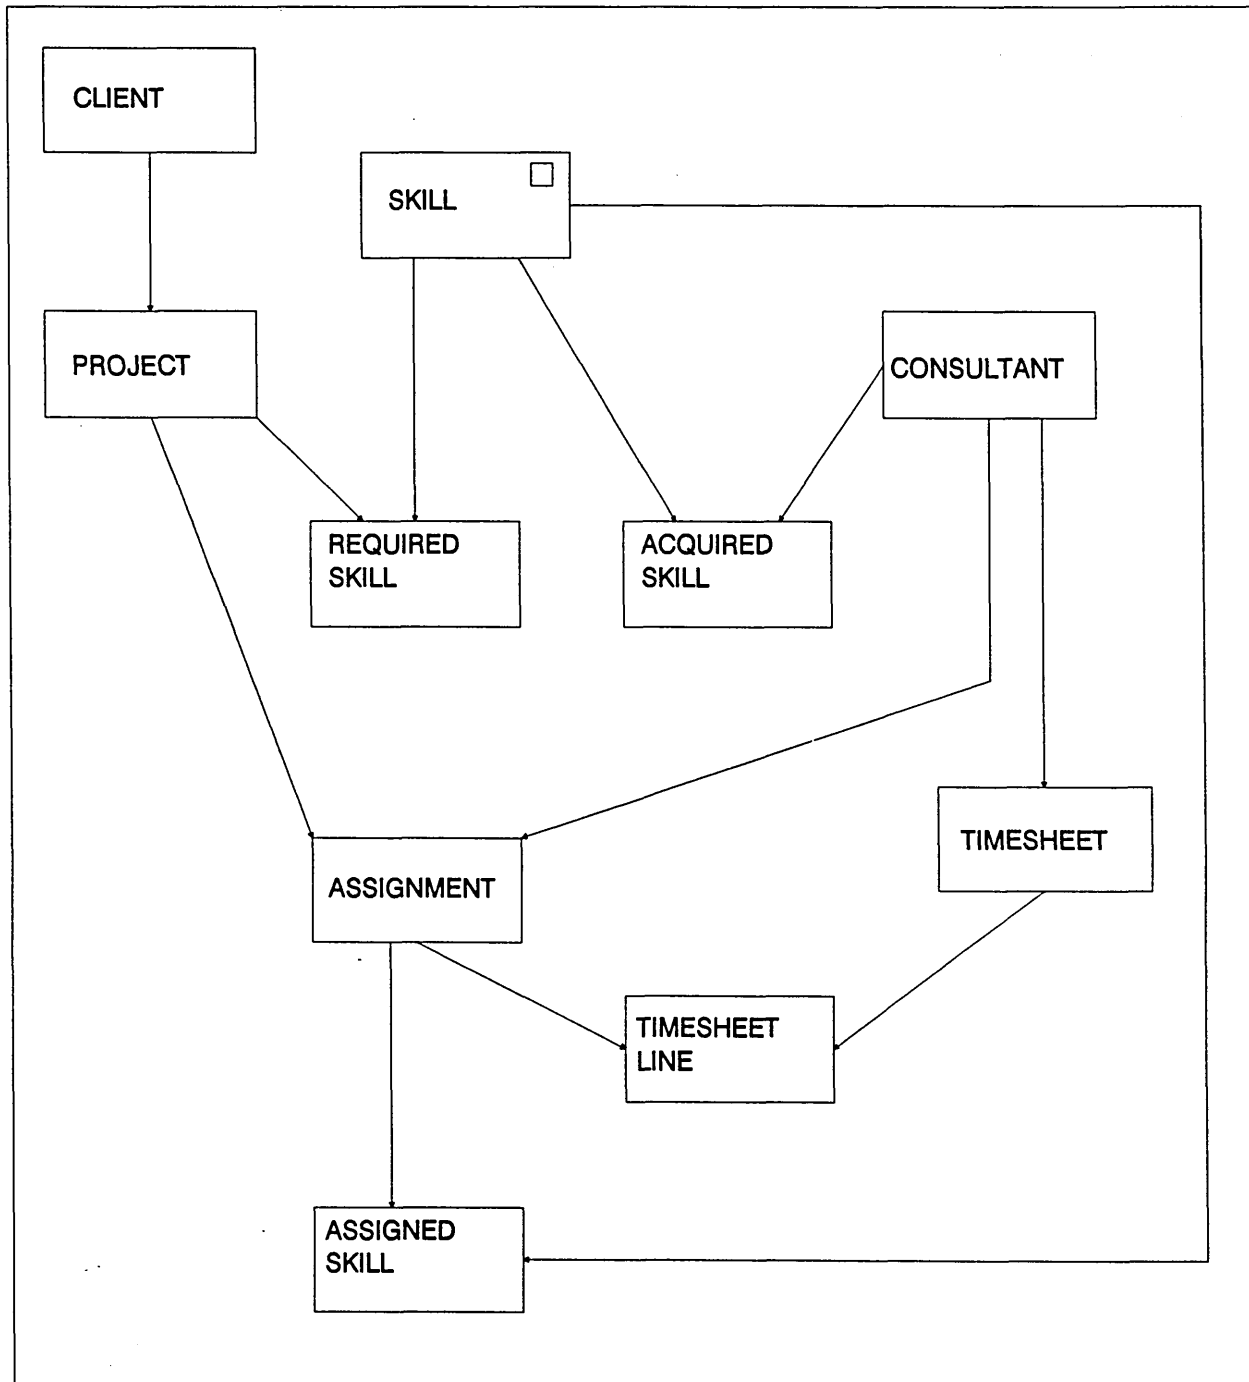 CLIENT
SKILL
PROJECT
CONSULTANT
REQUIRED
SKILL
ACQUIRED
SKILL
TIMESHEET
ASSIGNMENT
TIMESHEET
LINE
ASSIGNED
SKILL